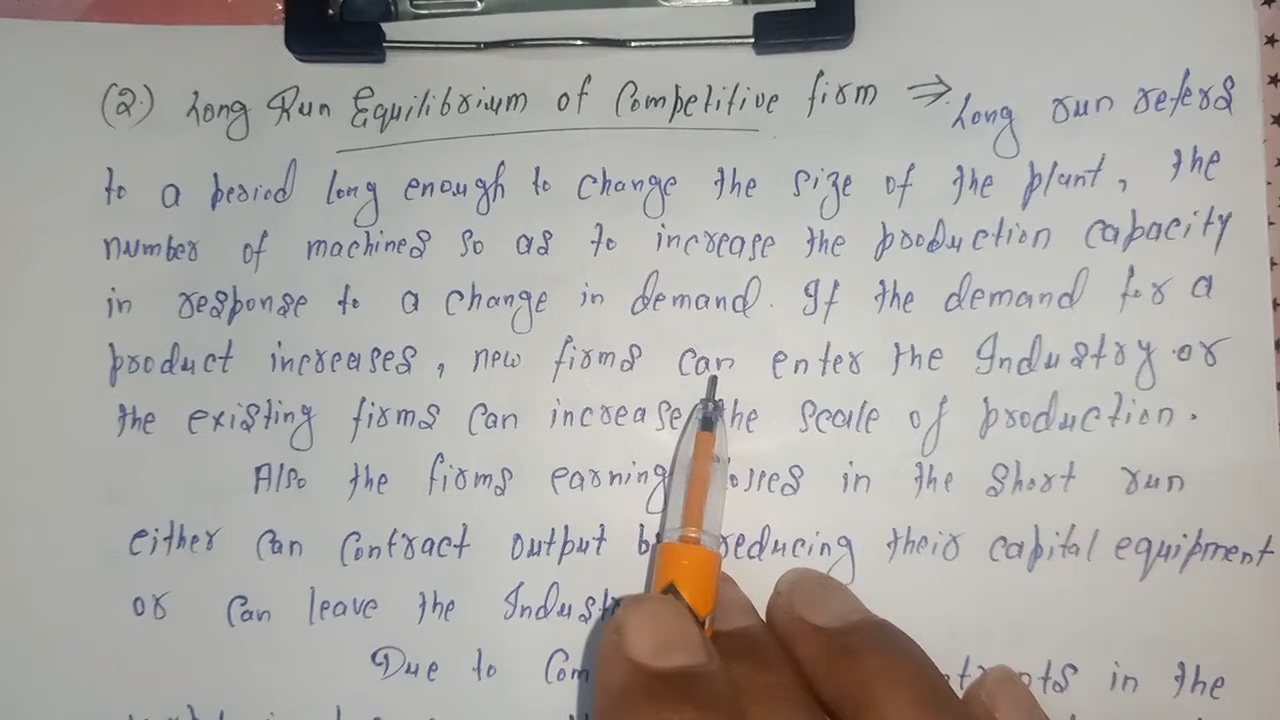 (2.) Long Run Equilibrium of Competitive firm ⇒ Long run refers
to a period long enough to change the size of the plant, the
number of machines so as to increase the production capacity
in response to a change in demand. If the demand for a
product increases, new firms can enter the Industry or
the existing firms can increase the scale of production.
Also the firms earning losses in the short run
either can contract output by reducing their capital equipment
or can leave the
Due to in the